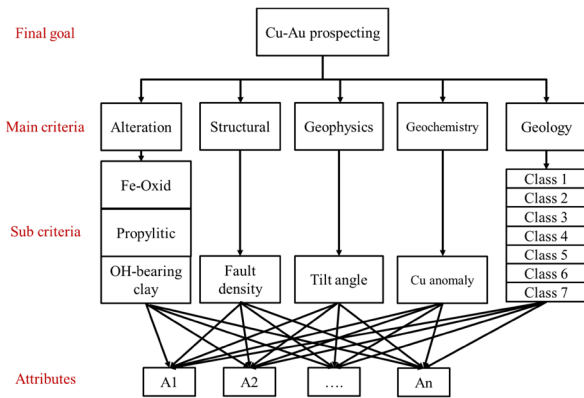 Final goal
Cu-Au prospecting
Main criteria
Alteration
Structural
Geophysics
Geochemistry
Geology
Sub criteria
Fe-Oxid
Propylitic
OH-bearing
clay
Fault
density
Tilt angle
Cu anomaly
Class 1
Class 2
Class 3
Class 4
Class 5
Class 6
Class 7
Attributes
A1
A2
....
An